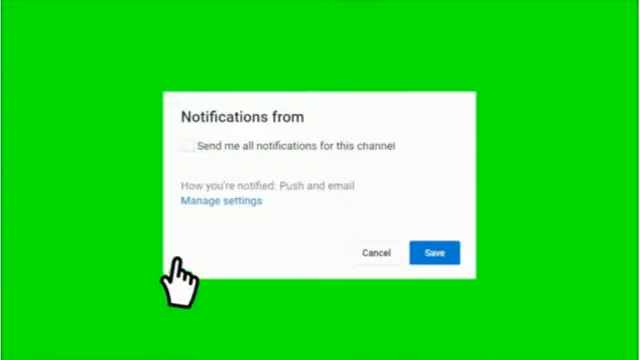 Notifications from
Send me all notifications for this channel
How you're notified: Push and email
Manage settings
Cancel
Save